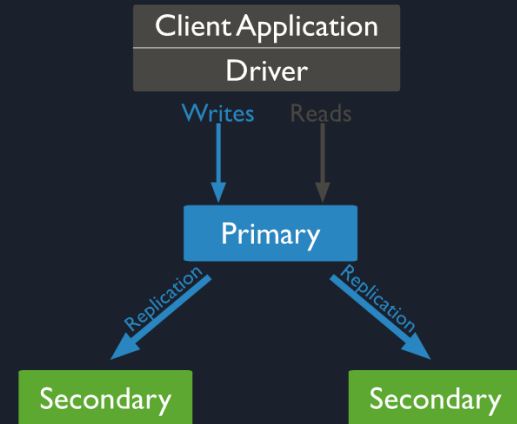 Client Application
Driver
Writes Reads
Primary
Replication Replication
Secondary Secondary